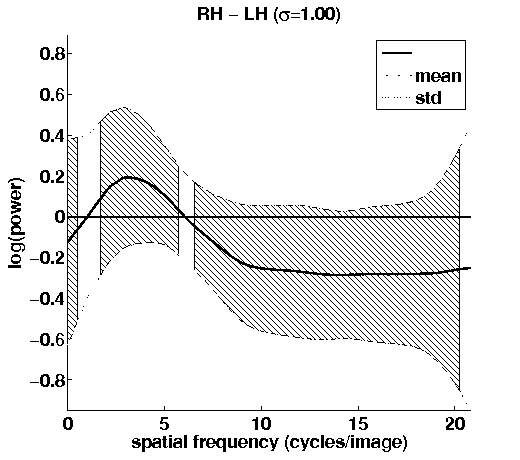 RH − LH (σ=1.00)
0.8
0.6
0.4
0.2
0
−0.2
−0.4
−0.6
−0.8
mean
std
log(power)
0 5 10 15 20
spatial frequency (cycles/image)